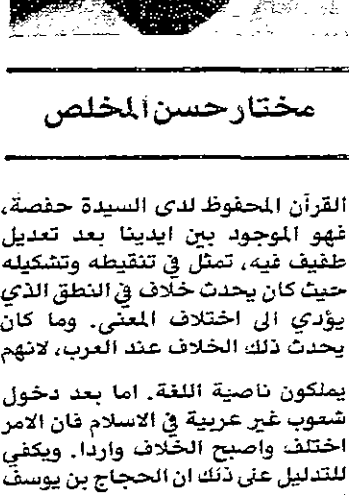 مختار حسن المخلص
القرآن المحفوظ لدى السيدة حفصة،
فهو الموجود بين ايدينا بعد تعديل
طفيف فيه، تمثل في تنقيطه وتشكيله
حيث كان يحدث خلاف في النطق الذي
يؤدي الى اختلاف المعنى. وما كان
يحدث ذلك الخلاف عند العرب، لانهم
يملكون ناصية اللغة. اما بعد دخول
شعوب غير عربية في الاسلام فان الامر
اختلف واصبح الخلاف واردا. ويكفي
للتدليل على ذلك ان الحجاج بن يوسف